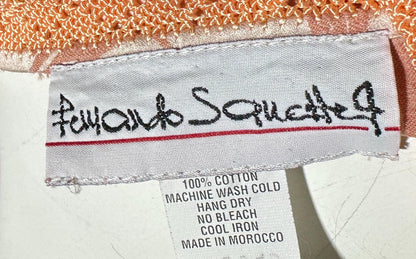 Fernando Sanchez
100% COTTON
MACHINE WASH COLD
HANG DRY
NO BLEACH
COOL IRON
MADE IN MOROCCO